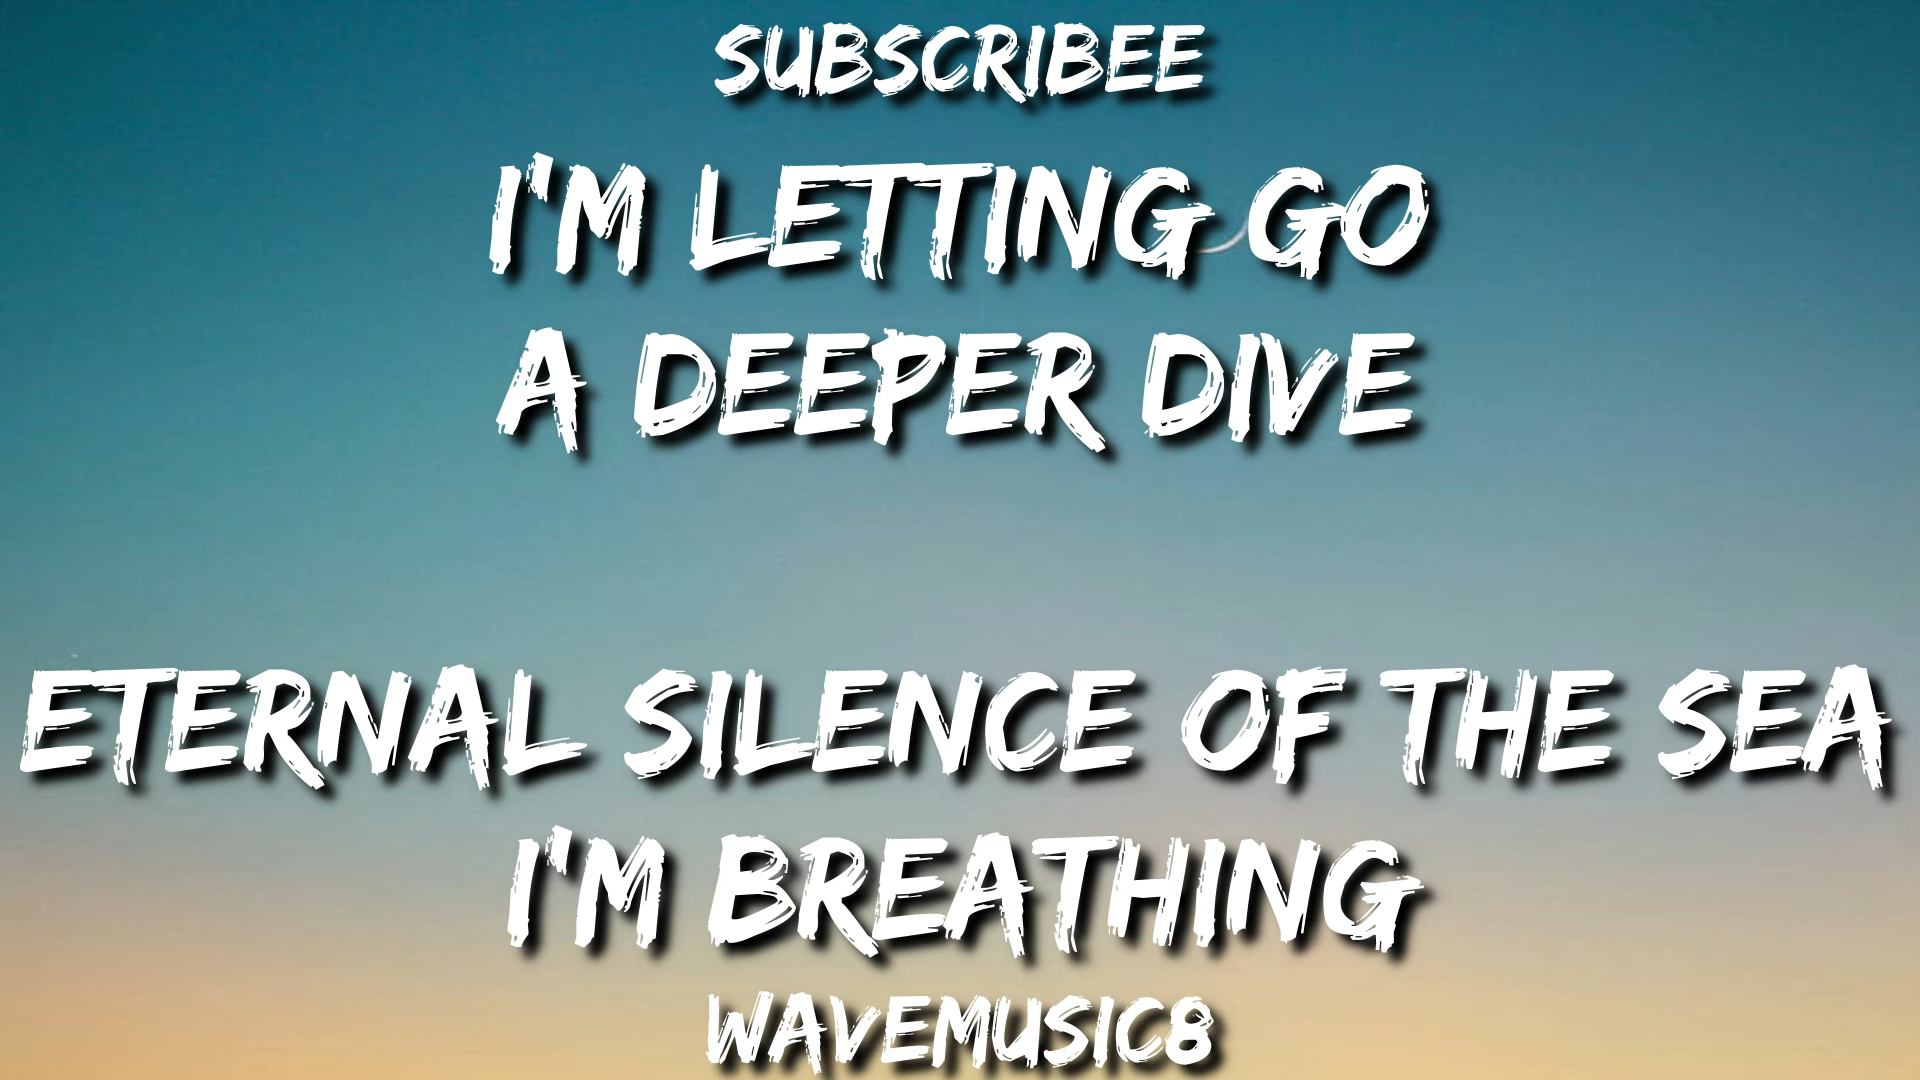 SUBSCRIBEE
I'M LETTING GO
A DEEPER DIVE
ETERNAL SILENCE OF THE SEA
I'M BREATHING
WAVEMUSIC8